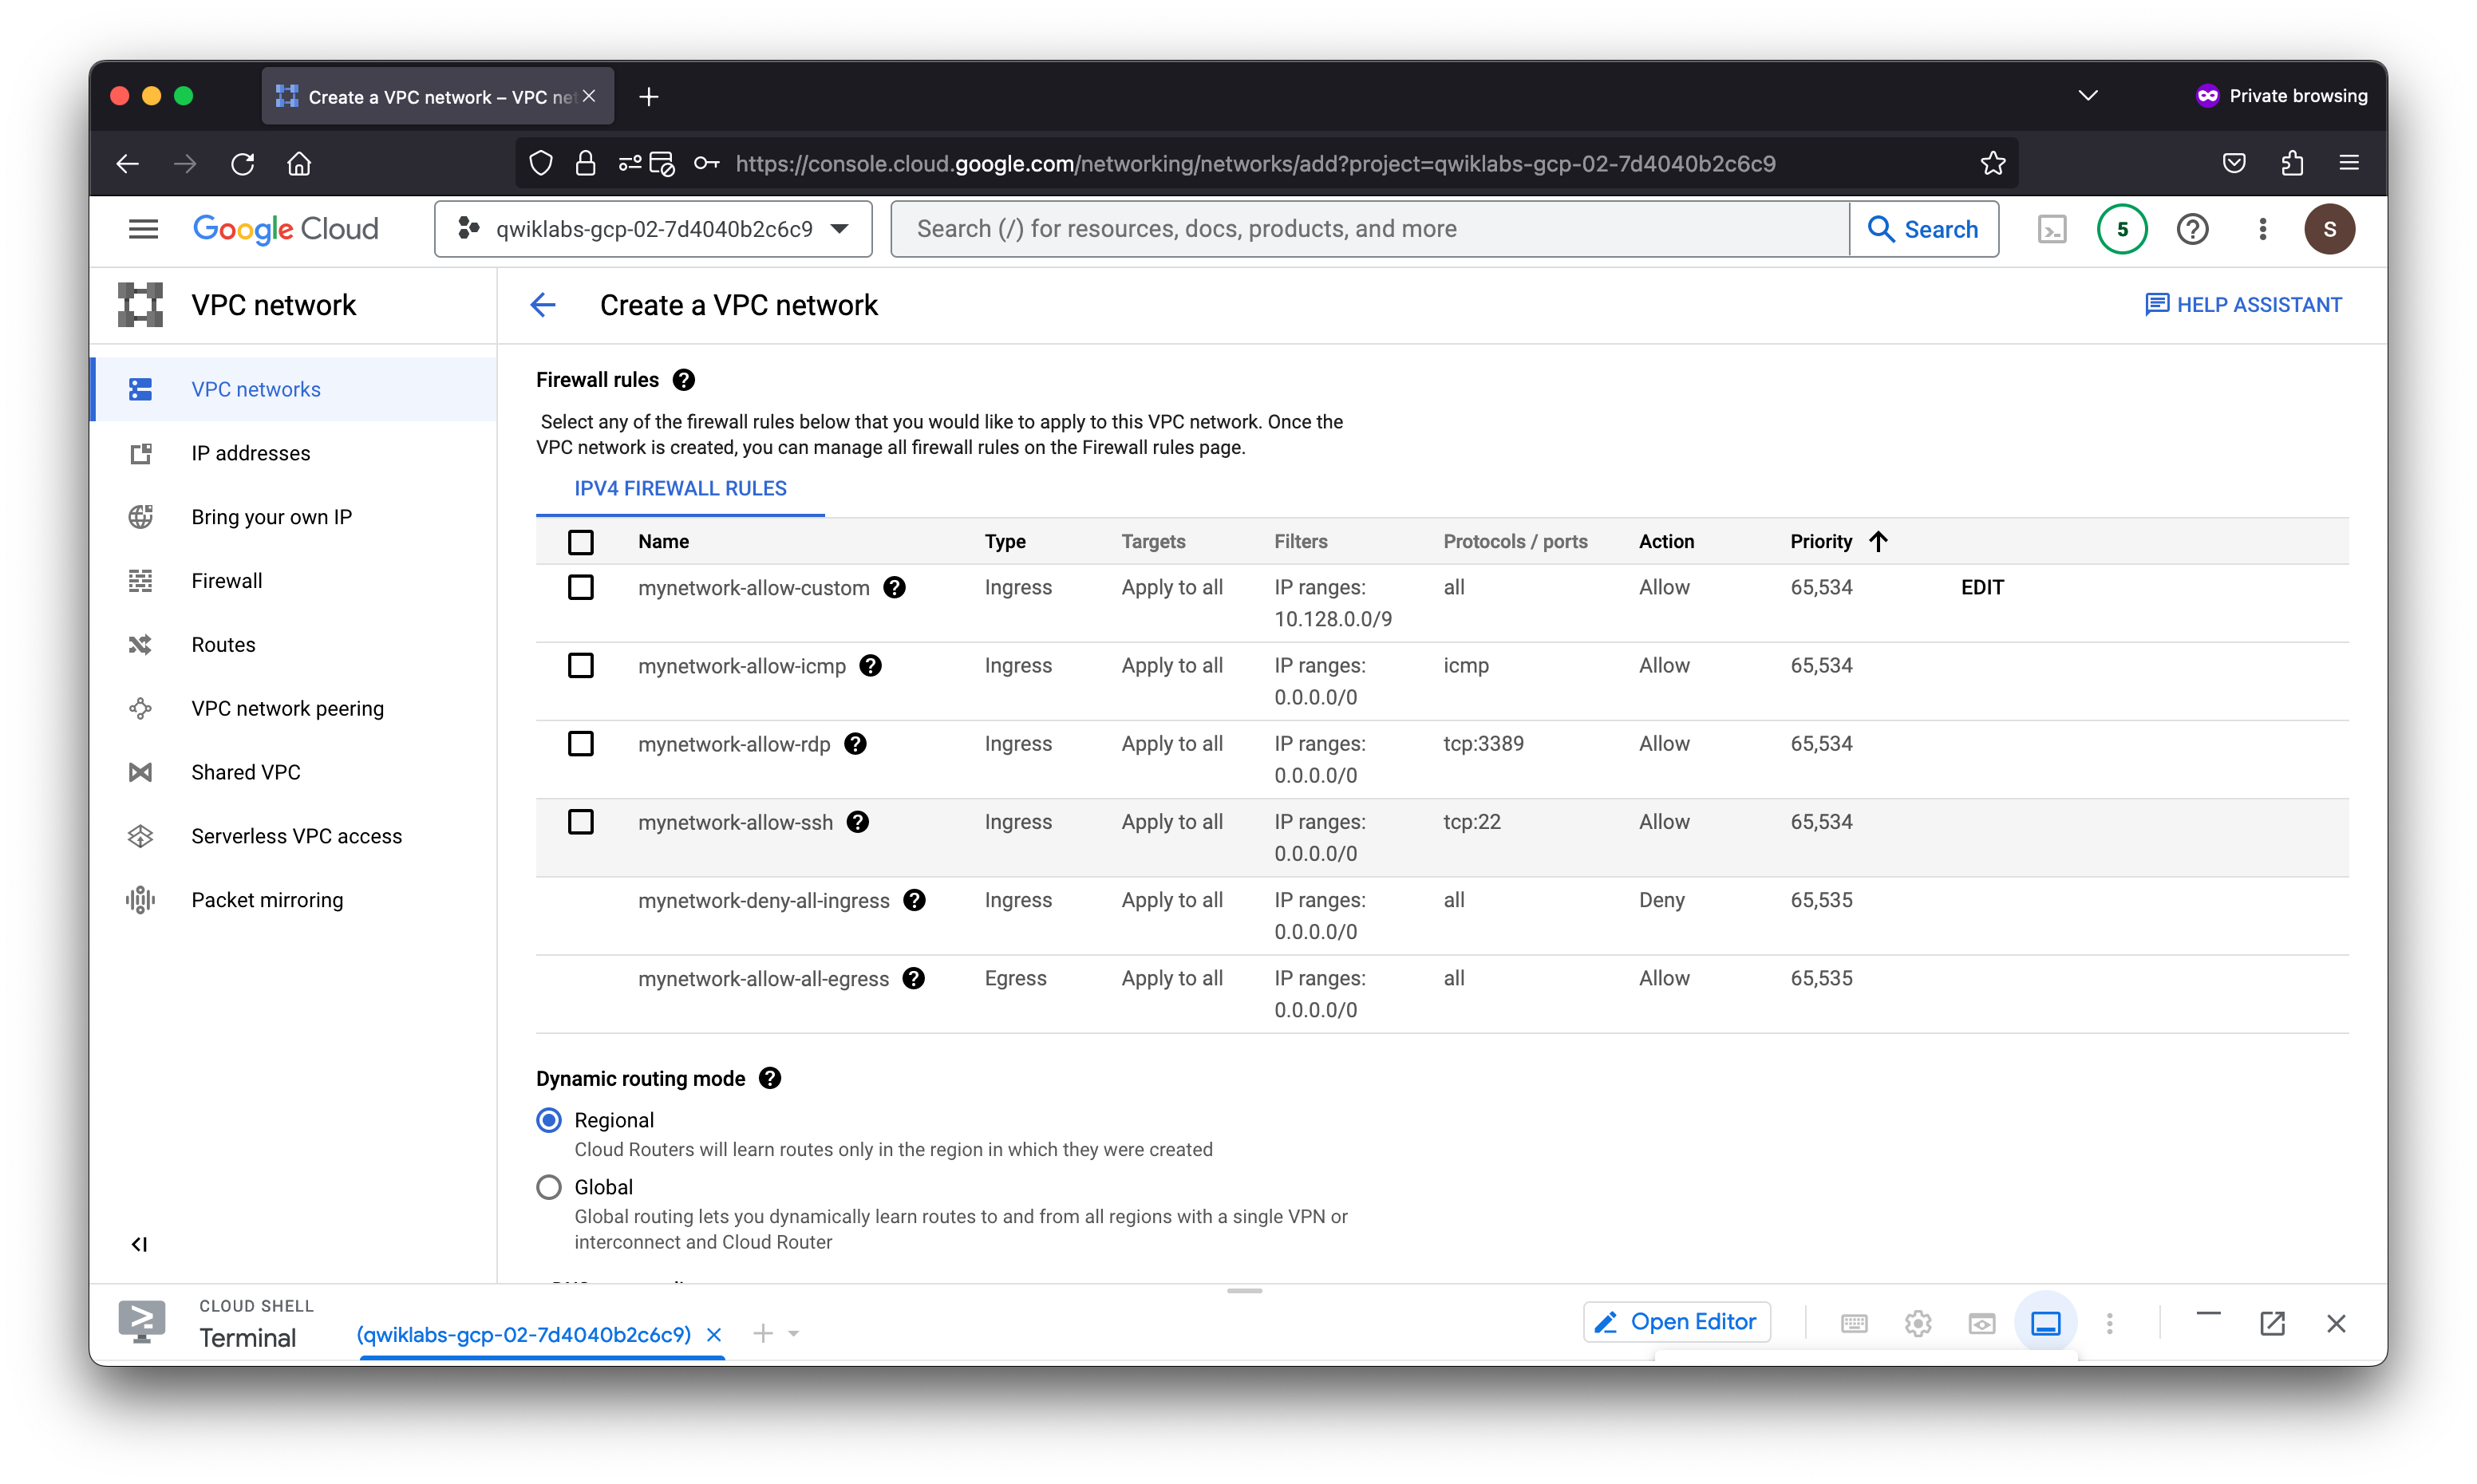 Create a VPC network – VPC net
Private browsing
https://console.cloud.google.com/networking/networks/add?project=qwiklabs-gcp-02-7d4040b2c6c9
Google Cloud
qwiklabs-gcp-02-7d4040b2c6c9
Search (/) for resources, docs, products, and more
Search
5
S
VPC network
Create a VPC network
HELP ASSISTANT
VPC networks
IP addresses
Bring your own IP
Firewall
Routes
VPC network peering
Shared VPC
Serverless VPC access
Packet mirroring
Firewall rules
Select any of the firewall rules below that you would like to apply to this VPC network. Once the
VPC network is created, you can manage all firewall rules on the Firewall rules page.
IPV4 FIREWALL RULES
Name Type Targets Filters Protocols / ports Action Priority
mynetwork-allow-custom Ingress Apply to all IP ranges: all Allow 65,534 EDIT
10.128.0.0/9
mynetwork-allow-icmp Ingress Apply to all IP ranges: icmp Allow 65,534
0.0.0.0/0
mynetwork-allow-rdp Ingress Apply to all IP ranges: tcp:3389 Allow 65,534
0.0.0.0/0
mynetwork-allow-ssh Ingress Apply to all IP ranges: tcp:22 Allow 65,534
0.0.0.0/0
mynetwork-deny-all-ingress Ingress Apply to all IP ranges: all Deny 65,535
0.0.0.0/0
mynetwork-allow-all-egress Egress Apply to all IP ranges: all Allow 65,535
0.0.0.0/0
Dynamic routing mode
Regional
Cloud Routers will learn routes only in the region in which they were created
Global
Global routing lets you dynamically learn routes to and from all regions with a single VPN or
interconnect and Cloud Router
CLOUD SHELL
Terminal
(qwiklabs-gcp-02-7d4040b2c6c9)
Open Editor